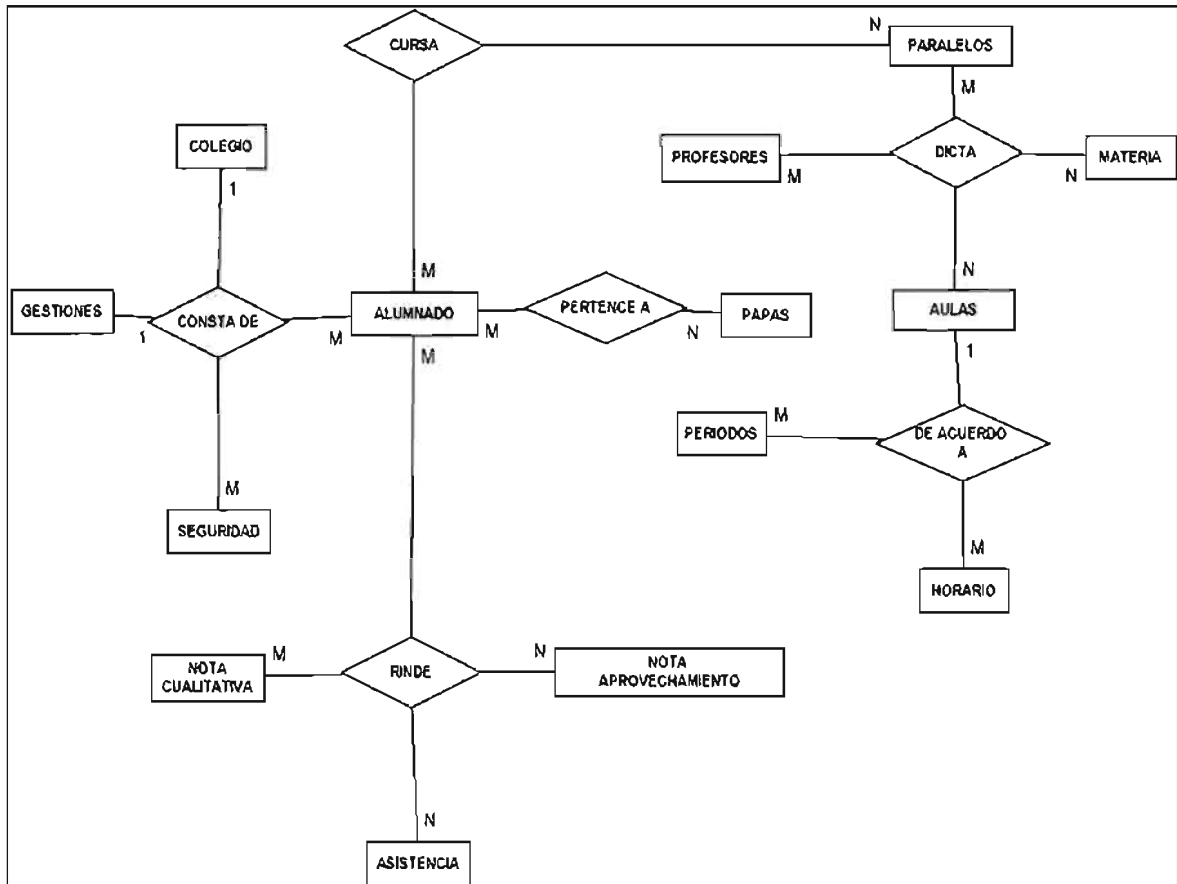 CURSA
N
PARALELOS
M
COLEGIO
1
PROFESORES
M
DICTA
N
MATERIA
M
N
GESTIONES
1
CONSTA DE
M
ALUMNADO
M
M
PERTENCE A
N
PAPAS
AULAS
1
PERIODOS
M
DE ACUERDO
A
M
SEGURIDAD
M
HORARIO
NOTA
CUALITATIVA
M
RINDE
N
NOTA
APROVECHAMIENTO
N
ASISTENCIA